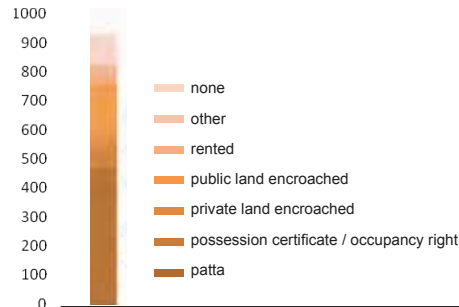 1000
900
800
700
600
500
400
300
200
100
0
none
other
rented
public land encroached
private land encroached
possession certificate / occupancy right
patta